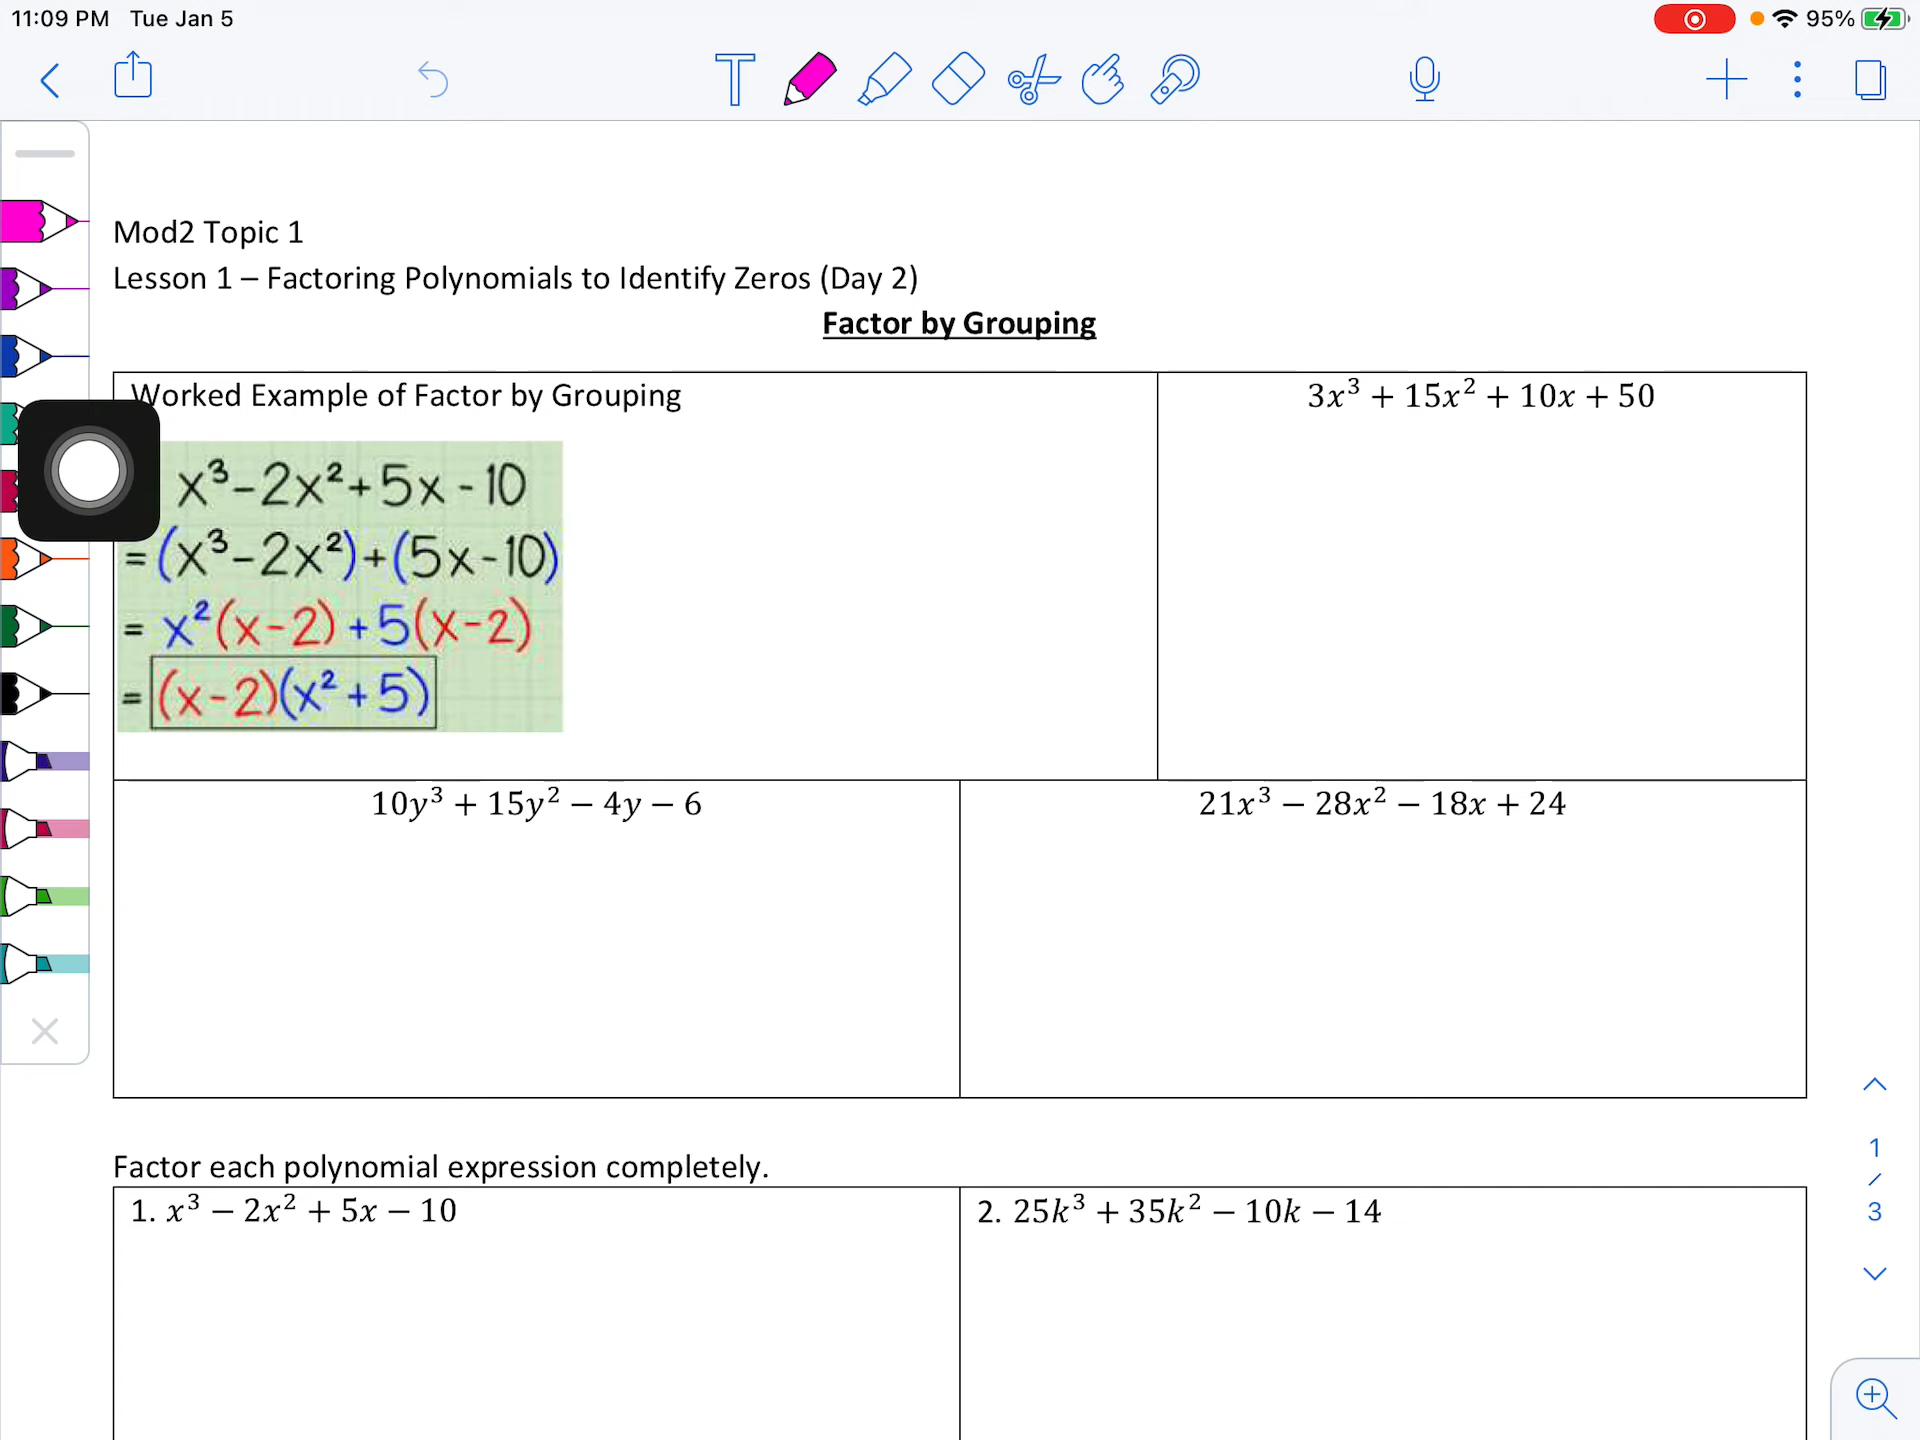 11:09 PM Tue Jan 5
95%
Mod2 Topic 1
Lesson 1 – Factoring Polynomials to Identify Zeros (Day 2)
Factor by Grouping
Worked Example of Factor by Grouping
x³-2x²+5x-10
=(x³-2x²)+(5x-10)
= x²(x-2)+5(x-2)
= (x-2)(x²+5)
3x³ + 15x² + 10x + 50
10y³ + 15y² − 4y − 6
21x³ − 28x² − 18x + 24
Factor each polynomial expression completely.
1. x³ − 2x² + 5x − 10
2. 25k³ + 35k² − 10k − 14
1
/
3